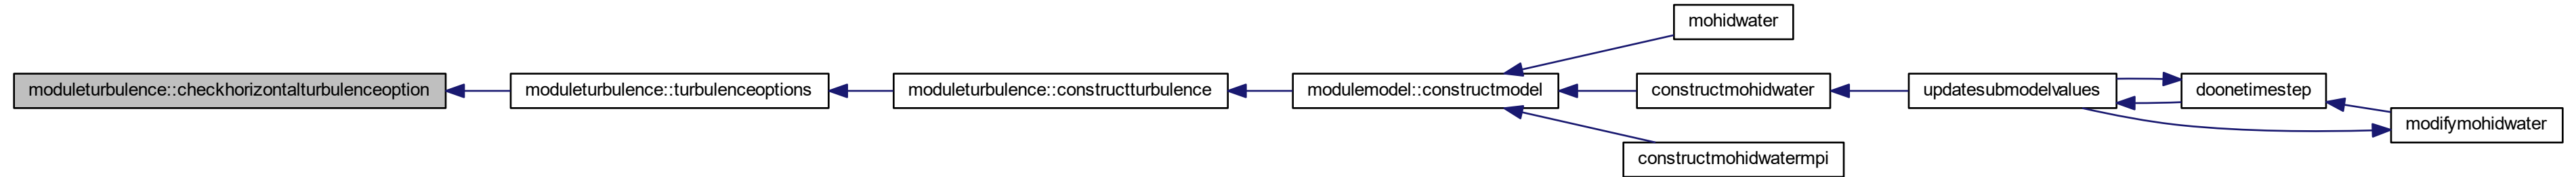 mohidwater
moduleturbulence::checkhorizontalturbulenceoption
moduleturbulence::turbulenceoptions
moduleturbulence::constructturbulence
modulemodel::constructmodel
constructmohidwater
updatesubmodelvalues
doonetimestep
modifymohidwater
constructmohidwatermpi